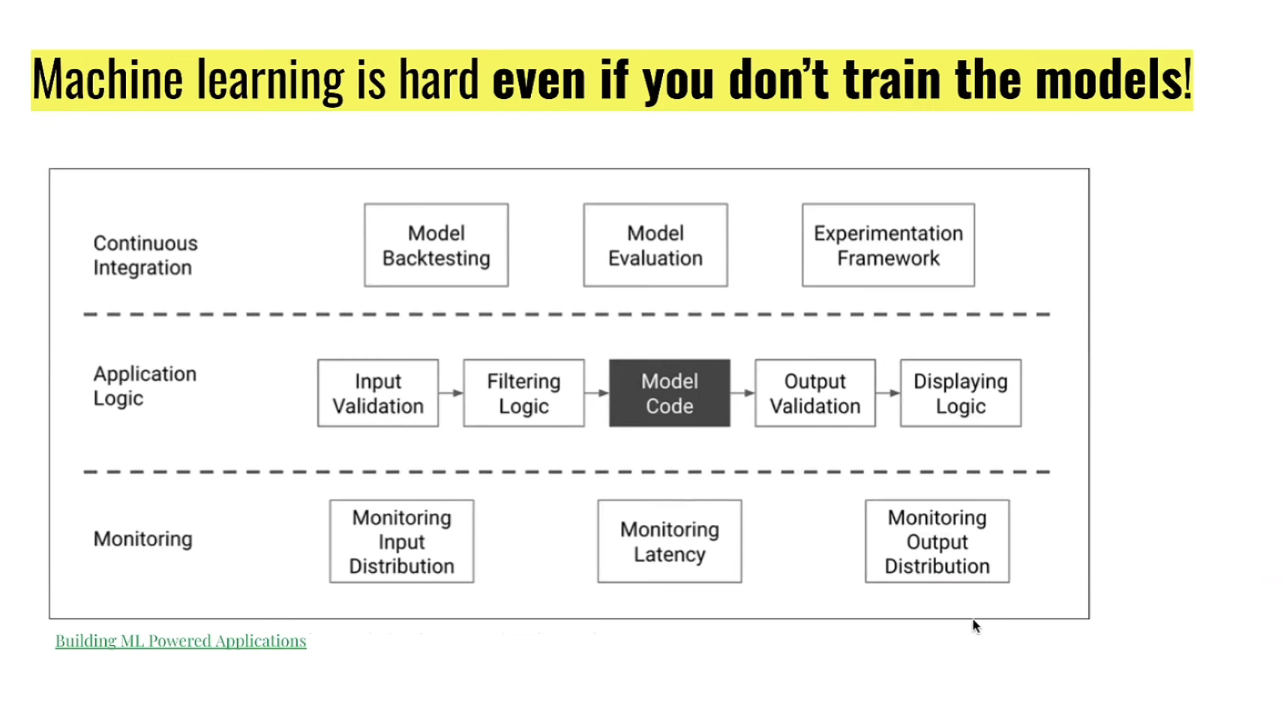 Machine learning is hard even if you don't train the models!
Continuous
Integration
Model
Backtesting
Model
Evaluation
Experimentation
Framework
Application
Logic
Input
Validation
Filtering
Logic
Model
Code
Output
Validation
Displaying
Logic
Monitoring
Monitoring
Input
Distribution
Monitoring
Latency
Monitoring
Output
Distribution
Building ML Powered Applications